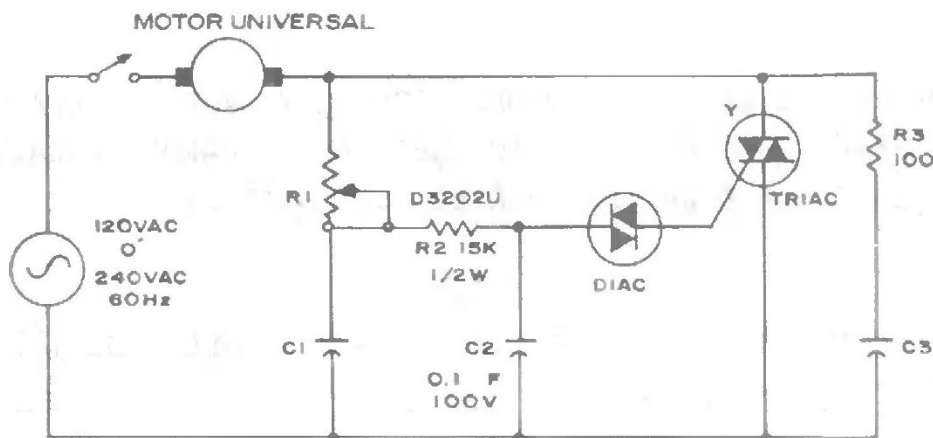 MOTOR UNIVERSAL
Y
R3
100
R1
D3202U
TRIAC
120VAC
O'
240VAC
60Hz
R2 15K
1/2W
DIAC
C1
C2
C3
0.1 F
100V